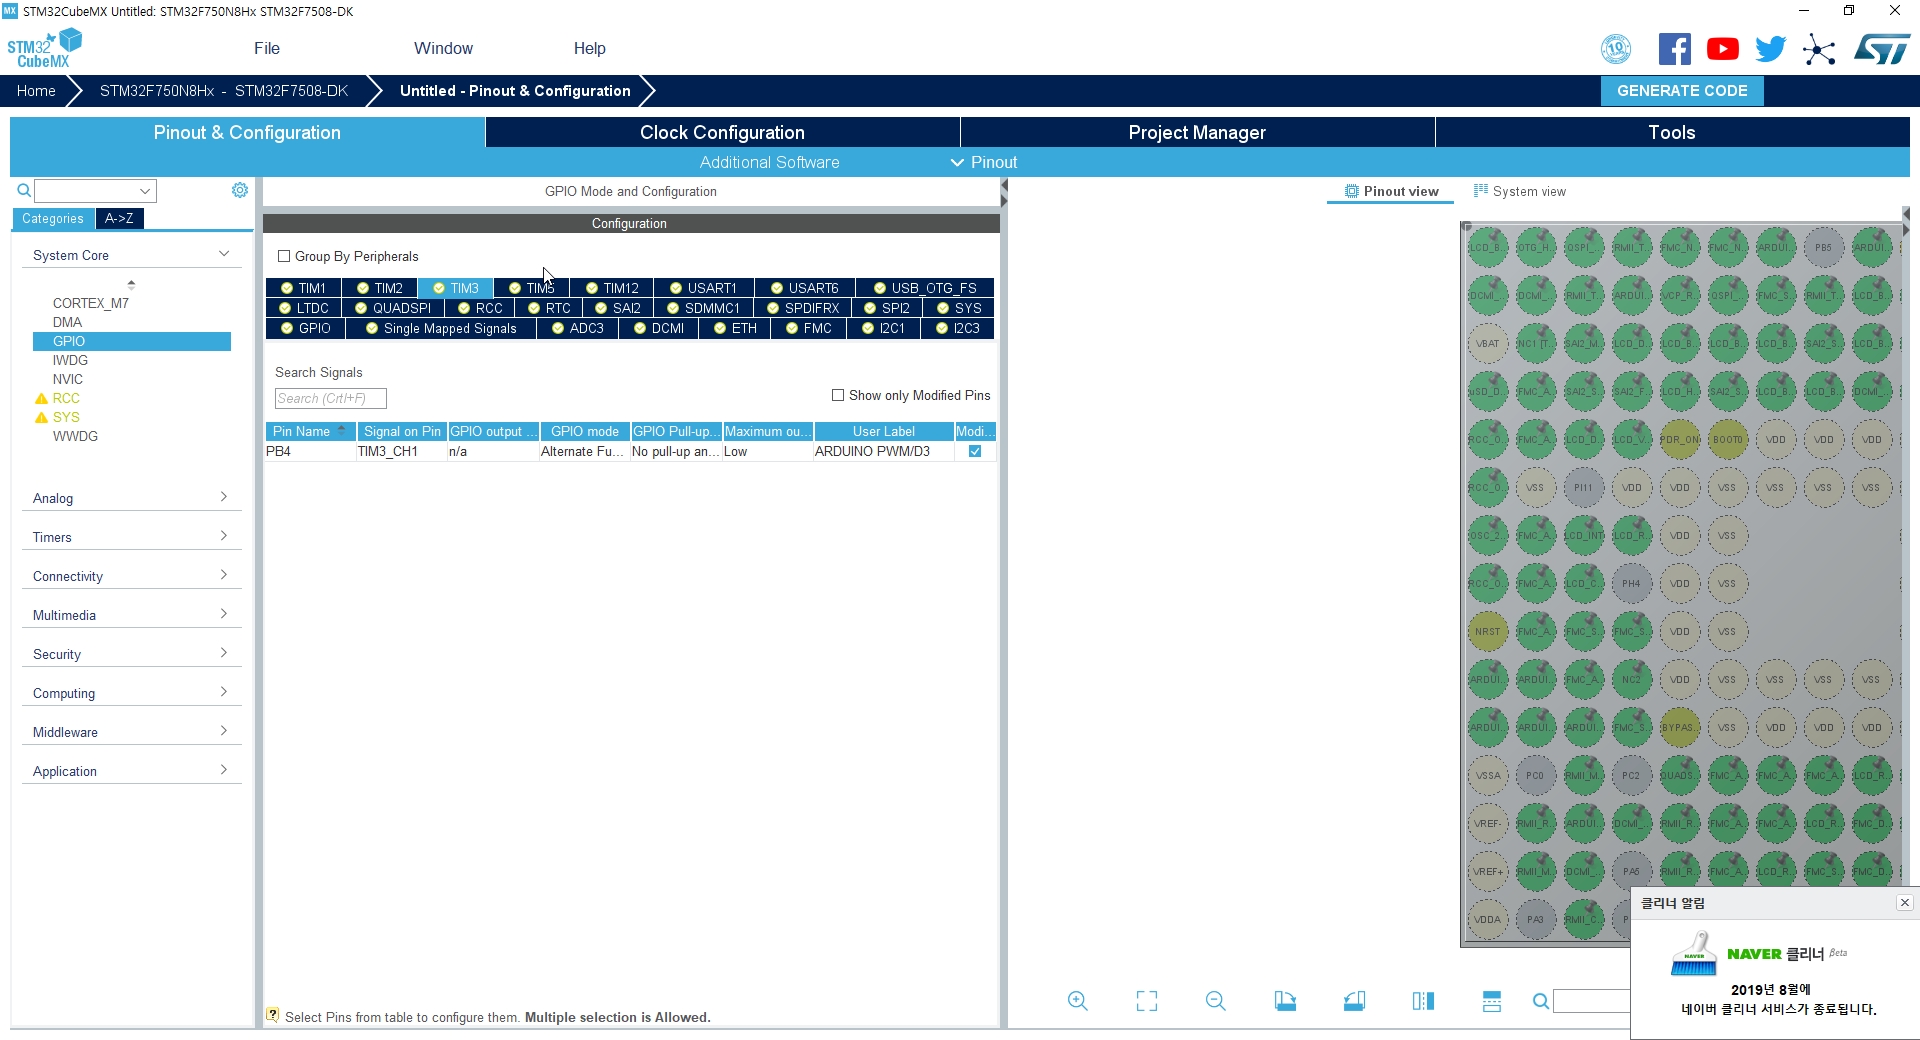 STM32CubeMX Untitled: STM32F750N8Hx STM32F7508-DK
STM32 CubeMX
File
Window
Help
10
Home
STM32F750N8Hx - STM32F7508-DK
Untitled - Pinout & Configuration
GENERATE CODE
Pinout & Configuration
Clock Configuration
Project Manager
Tools
Additional Software
Pinout
Categories
A->Z
System Core
CORTEX_M7
DMA
GPIO
IWDG
NVIC
RCC
SYS
WWDG
Analog
Timers
Connectivity
Multimedia
Security
Computing
Middleware
Application
GPIO Mode and Configuration
Configuration
Group By Peripherals
TIM1 TIM2 TIM3 TIM5 TIM12 USART1 USART6 USB_OTG_FS
LTDC QUADSPI RCC RTC SAI2 SDMMC1 SPDIFRX SPI2 SYS
GPIO Single Mapped Signals ADC3 DCMI ETH FMC I2C1 I2C3
Search Signals
Search (CrtI+F)
Show only Modified Pins
Pin Name Signal on Pin GPIO output ... GPIO mode GPIO Pull-up... Maximum ou... User Label Modi...
PB4 TIM3_CH1 n/a Alternate Fu... No pull-up an... Low ARDUINO PWM/D3
Select Pins from table to configure them. Multiple selection is Allowed.
Pinout view
System view
LCD_B.. OTG_H.. QSPI_.. RMII_T.. FMC_N.. FMC_N.. ARDUI.. PB5 ARDUI..
DCMI_.. DCMI_.. RMII_T.. ARDUI.. VCP_R.. QSPI_.. FMC_S.. RMII_T.. LCD_B..
VBAT NC1 [T.. SAI2_M.. LCD_D.. LCD_B.. LCD_B.. LCD_B.. SAI2_S.. LCD_B..
uSD_D.. FMC_A.. SAI2_S.. SAI2_F.. LCD_H.. SAI2_S.. LCD_B.. LCD_B.. DCMI_..
RCC_O.. FMC_A.. LCD_D.. LCD_V.. PDR_ON BOOT0 VDD VDD VDD
RCC_O.. VSS PI11 VDD VDD VSS VSS VSS VSS
OSC_2.. FMC_A.. LCD_INT LCD_R.. VDD VSS
RCC_O.. FMC_A.. LCD_C.. PH4 VDD VSS
NRST FMC_A.. FMC_S.. FMC_S.. VDD VSS
ARDUI.. ARDUI.. FMC_A.. NC2 VDD VSS VSS VSS VSS
ARDUI.. ARDUI.. ARDUI.. FMC_S.. BYPAS.. VSS VDD VDD VDD
VSSA PC0 RMII_M.. PC2 QUADS.. FMC_A.. FMC_A.. FMC_A.. LCD_R..
VREF- RMII_R.. ARDUI.. DCMI_.. RMII_R.. FMC_A.. FMC_A.. LCD_R.. FMC_D..
VREF+ RMII_M.. DCMI_.. PA5 RMII_R.. FMC_A.. LCD_R.. FMC_S.. FMC_D..
VDDA PA3 RMII_C..
클리너 알림
NAVER
NAVER 클리너 Beta
2019년 8월에
네이버 클리너 서비스가 종료됩니다.